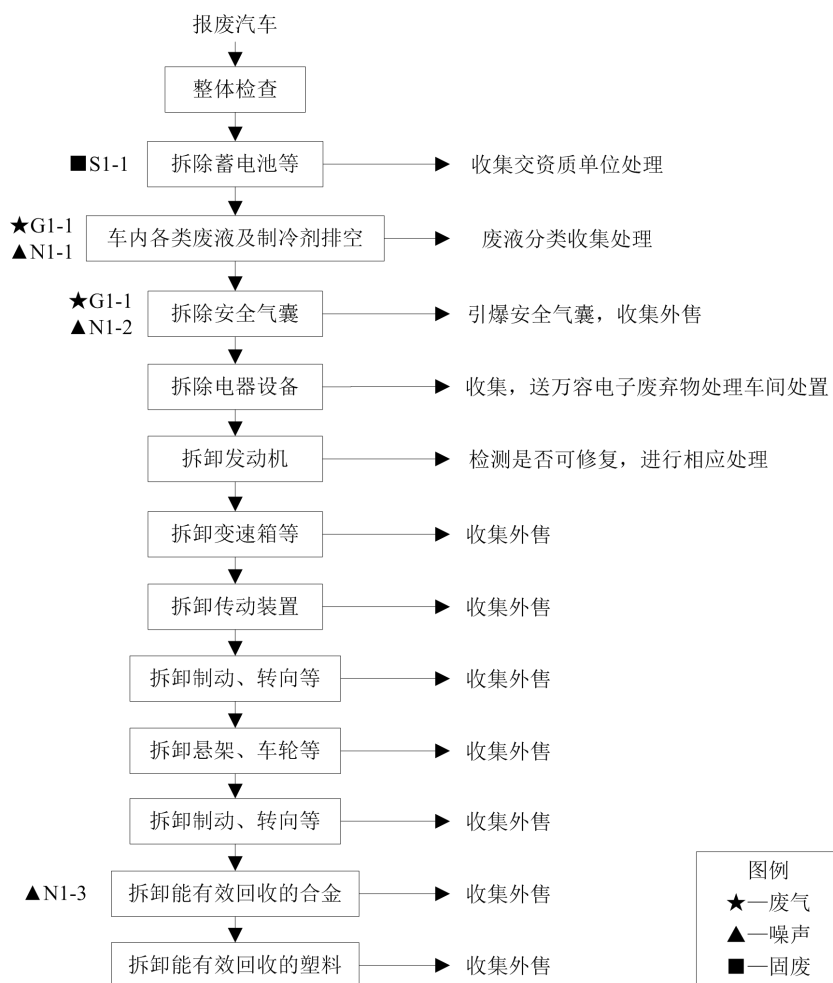 报废汽车
整体检查
■S1-1
拆除蓄电池等
收集交资质单位处理
★G1-1
▲N1-1
车内各类废液及制冷剂排空
废液分类收集处理
★G1-1
▲N1-2
拆除安全气囊
引爆安全气囊，收集外售
拆除电器设备
收集，送万容电子废弃物处理车间处置
拆卸发动机
检测是否可修复，进行相应处理
拆卸变速箱等
收集外售
拆卸传动装置
收集外售
拆卸制动、转向等
收集外售
拆卸悬架、车轮等
收集外售
拆卸制动、转向等
收集外售
▲N1-3
拆卸能有效回收的合金
收集外售
拆卸能有效回收的塑料
收集外售
图例
★—废气
▲—噪声
■—固废